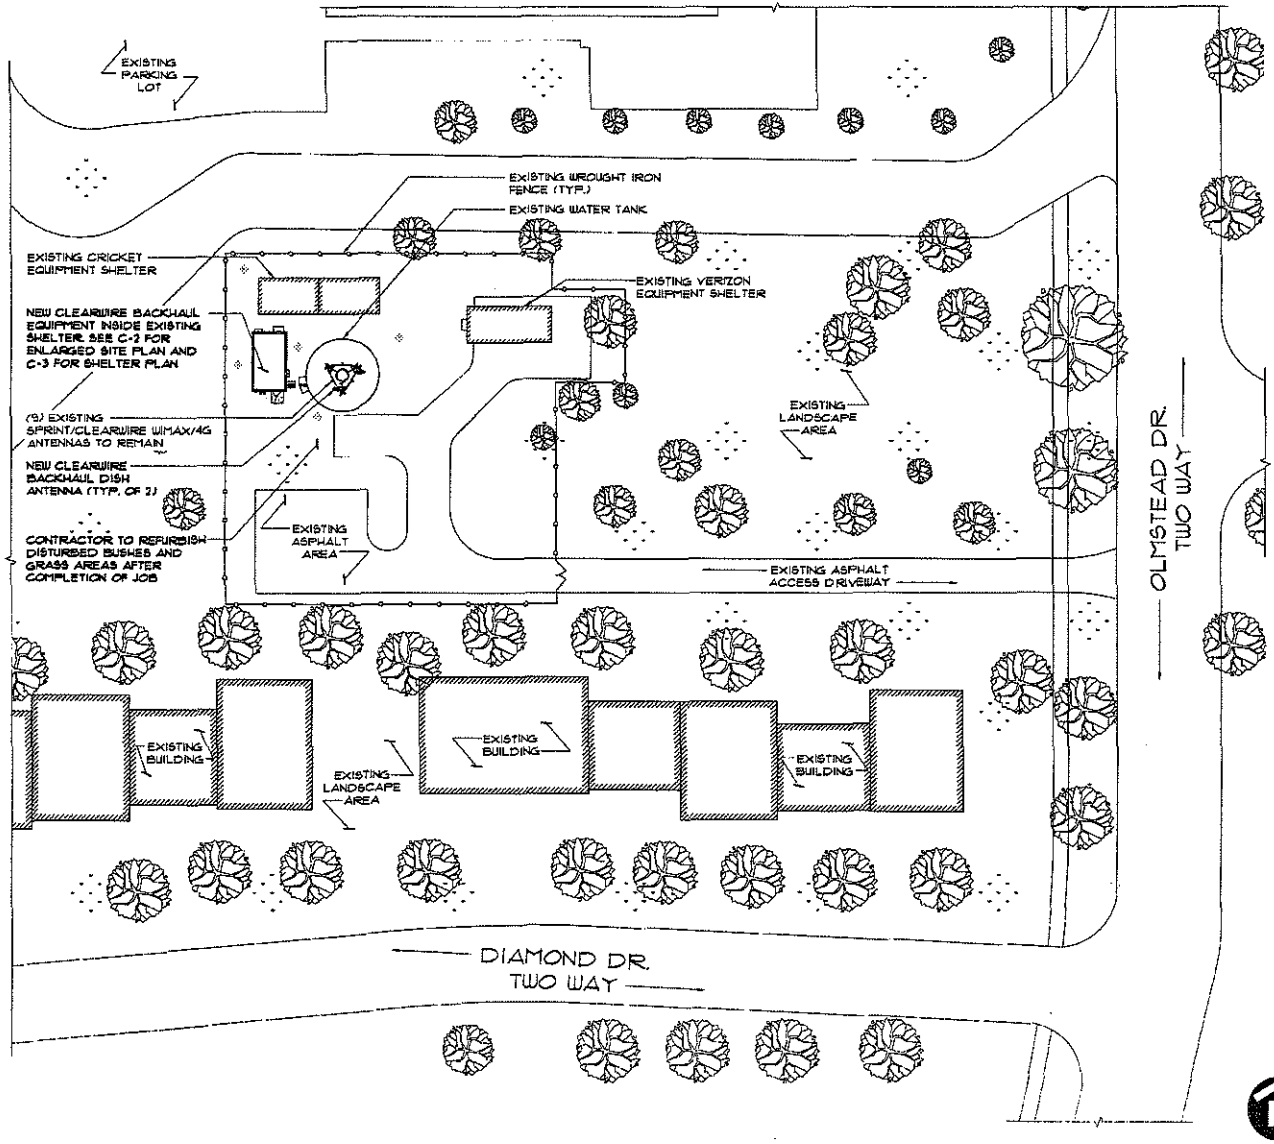 EXISTING
PARKING
LOT
EXISTING WROUGHT IRON
FENCE (TYP.)
EXISTING WATER TANK
EXISTING CRICKET
EQUIPMENT SHELTER
EXISTING VERIZON
EQUIPMENT SHELTER
NEW CLEARWIRE BACKHAUL
EQUIPMENT INSIDE EXISTING
SHELTER. SEE C-2 FOR
ENLARGED SITE PLAN AND
C-3 FOR SHELTER PLAN
EXISTING
LANDSCAPE
AREA
EXISTING
SPRINT/CLEARWIRE WIMAX/4G
ANTENNAS TO REMAIN
NEW CLEARWIRE
BACKHAUL DISH
ANTENNA (TYP. OF 2)
EXISTING
ASPHALT
AREA
CONTRACTOR TO REFURBISH
DISTURBED BUSHES AND
GRASS AREAS AFTER
COMPLETION OF JOB
EXISTING ASPHALT
ACCESS DRIVEWAY
OLMSTEAD DR.
TWO WAY
EXISTING
BUILDING
EXISTING
LANDSCAPE
AREA
EXISTING
BUILDING
EXISTING
BUILDING
DIAMOND DR.
TWO WAY